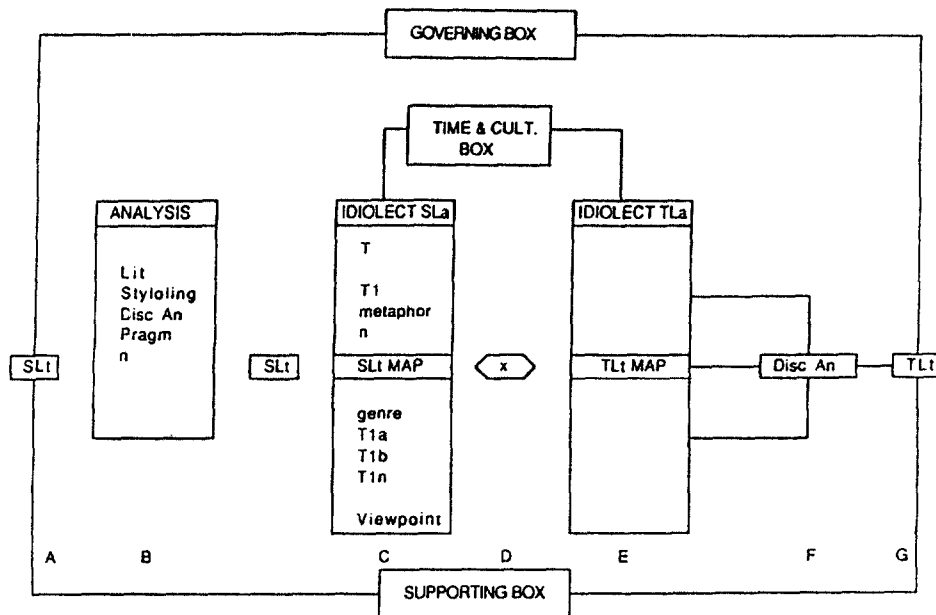 GOVERNING BOX
TIME & CULT.
BOX
ANALYSIS
Lit
Styloling
Disc An
Pragm
n
SLt
SLt
IDIOLECT SLa
T
T1
metaphor
n
SLt MAP
genre
T1a
T1b
T1n
Viewpoint
x
IDIOLECT TLa
TLt MAP
Disc An
TLt
A B C D E F G
SUPPORTING BOX